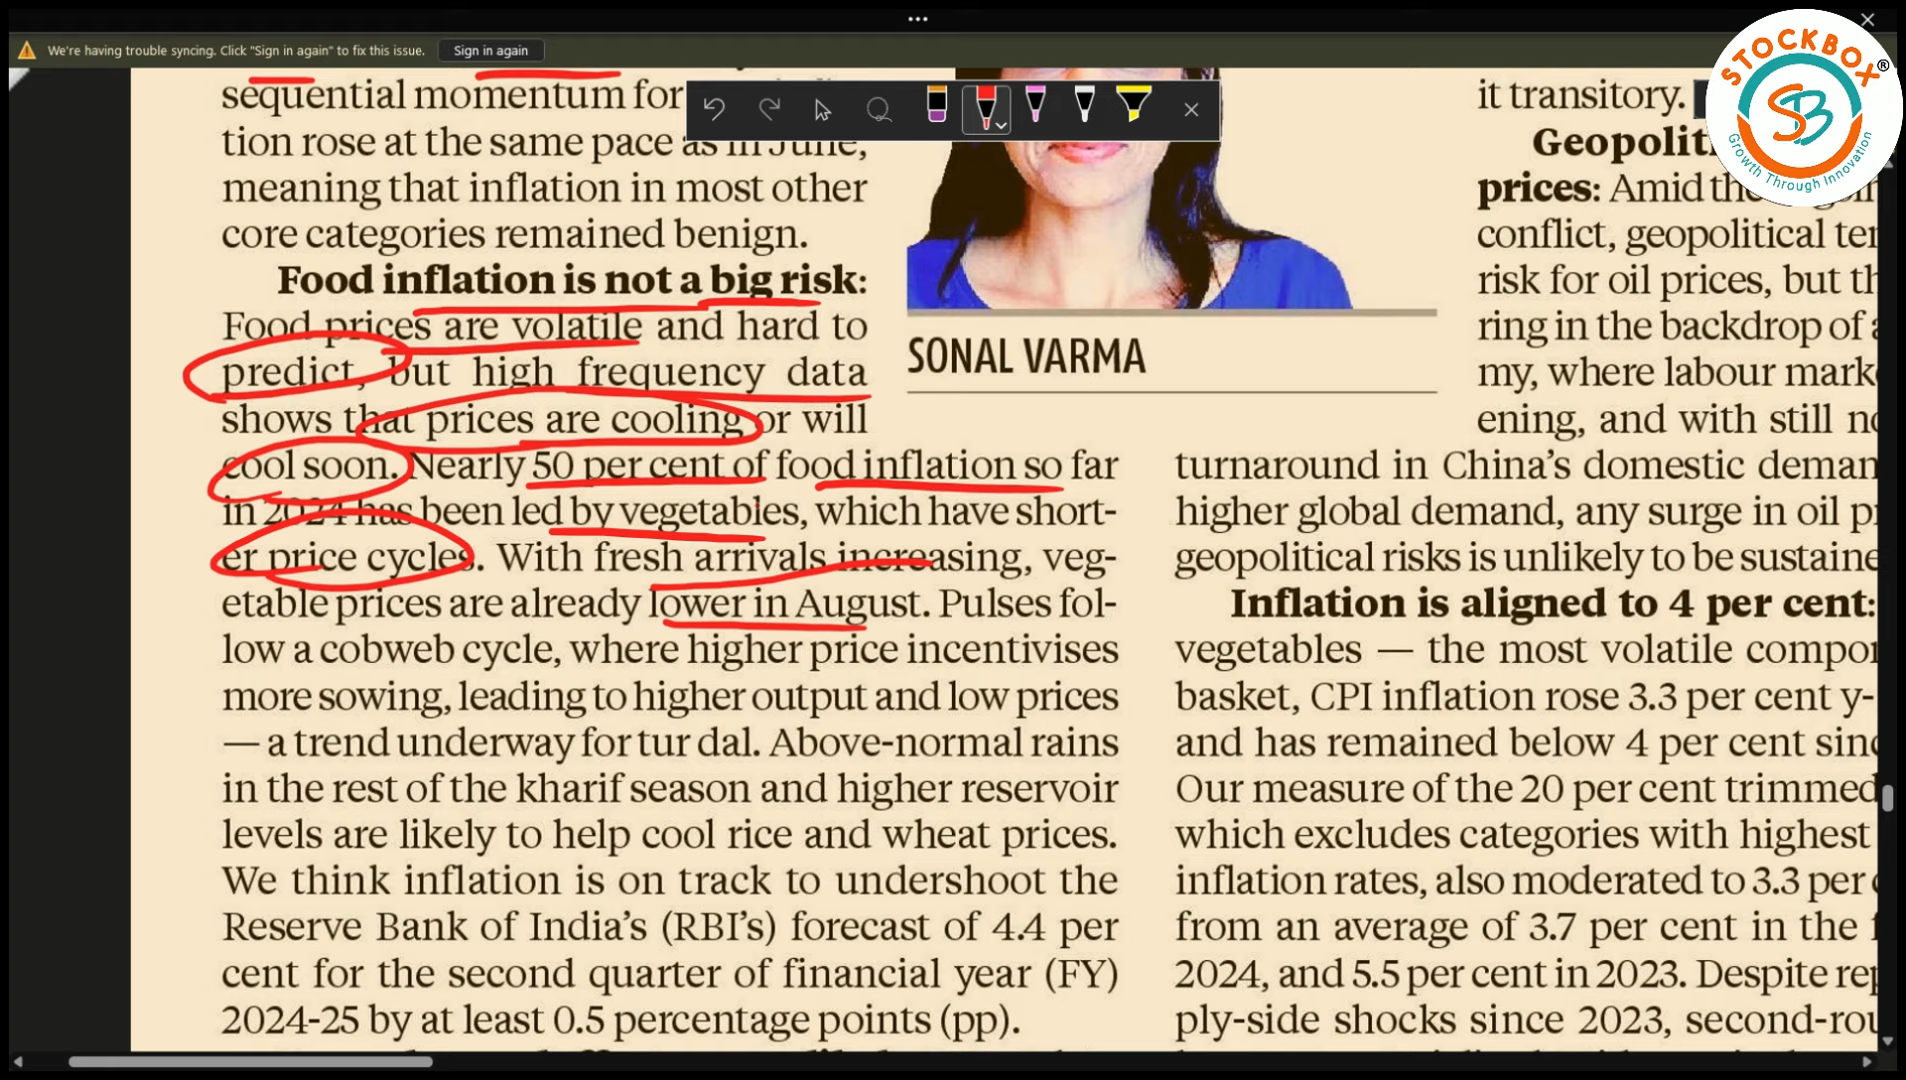 We're having trouble syncing. Click "Sign in again" to fix this issue. Sign in again
STOCKBOX®
SB
Growth Through Innovation
sequential momentum for
tion rose at the same pace as in June,
meaning that inflation in most other
core categories remained benign.
Food inflation is not a big risk:
Food prices are volatile and hard to
predict, but high frequency data
shows that prices are cooling or will
cool soon. Nearly 50 per cent of food inflation so far
in 2024 has been led by vegetables, which have short-
er price cycles. With fresh arrivals increasing, veg-
etable prices are already lower in August. Pulses fol-
low a cobweb cycle, where higher price incentivises
more sowing, leading to higher output and low prices
— a trend underway for tur dal. Above-normal rains
in the rest of the kharif season and higher reservoir
levels are likely to help cool rice and wheat prices.
We think inflation is on track to undershoot the
Reserve Bank of India's (RBI's) forecast of 4.4 per
cent for the second quarter of financial year (FY)
2024-25 by at least 0.5 percentage points (pp).
SONAL VARMA
it transitory.
Geopolit
prices: Amid the
conflict, geopolitical ter
risk for oil prices, but th
ring in the backdrop of
my, where labour mark
ening, and with still
turnaround in China's domestic deman
higher global demand, any surge in oil
geopolitical risks is unlikely to be sustaine
Inflation is aligned to 4 per cent:
vegetables — the most volatile compo
basket, CPI inflation rose 3.3 per cent y-
and has remained below 4 per cent sinc
Our measure of the 20 per cent trimmed
which excludes categories with highest
inflation rates, also moderated to 3.3 per
from an average of 3.7 per cent in the
2024, and 5.5 per cent in 2023. Despite rep
ply-side shocks since 2023, second-rou